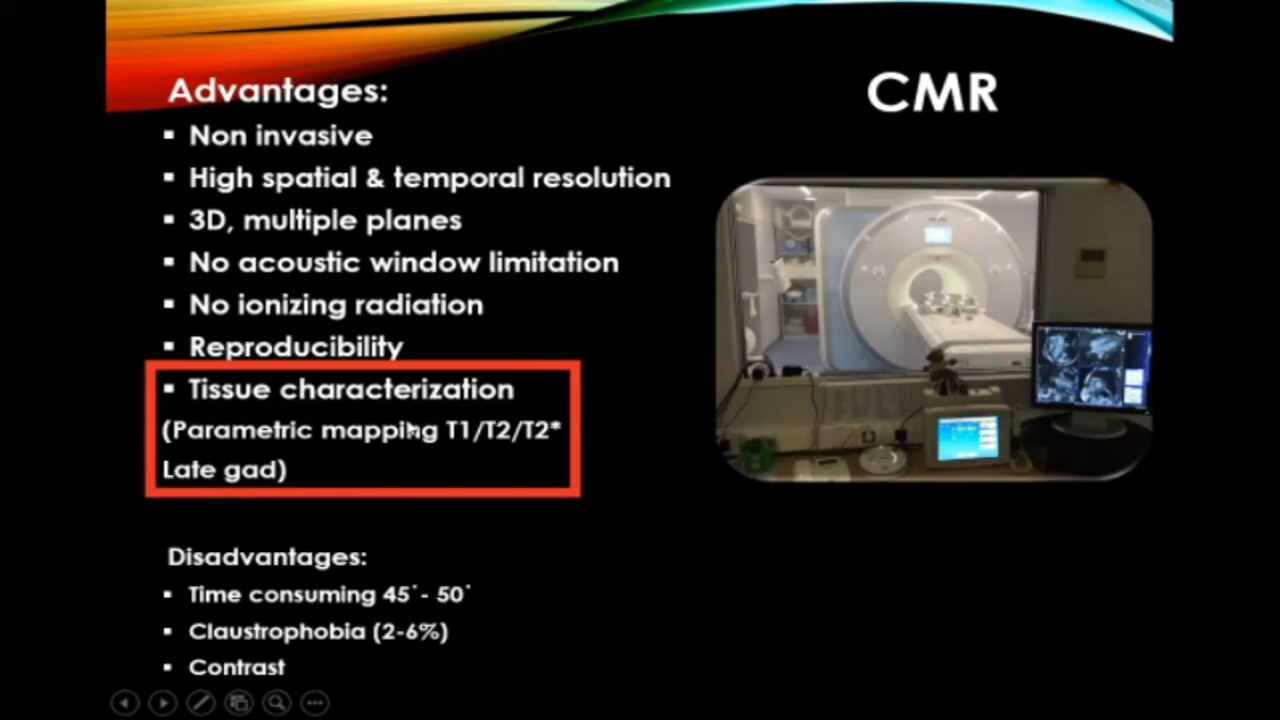 Advantages:
▪ Non invasive
▪ High spatial & temporal resolution
▪ 3D, multiple planes
▪ No acoustic window limitation
▪ No ionizing radiation
▪ Reproducibility
▪ Tissue characterization
(Parametric mapping T1/T2/T2*
Late gad)
Disadvantages:
▪ Time consuming 45΄- 50΄
▪ Claustrophobia (2-6%)
▪ Contrast
CMR